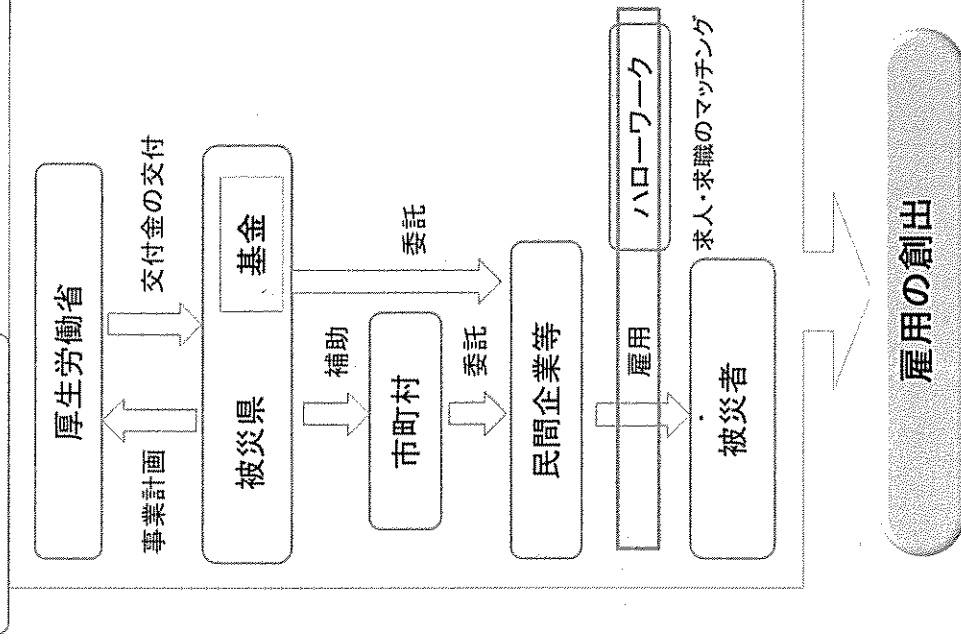 厚生労働省
事業計画
交付金の交付
被災県
基金
補助
委託
市町村
委託
民間企業等
雇用
ハローワーク
求人・求職のマッチング
被災者
雇用の創出